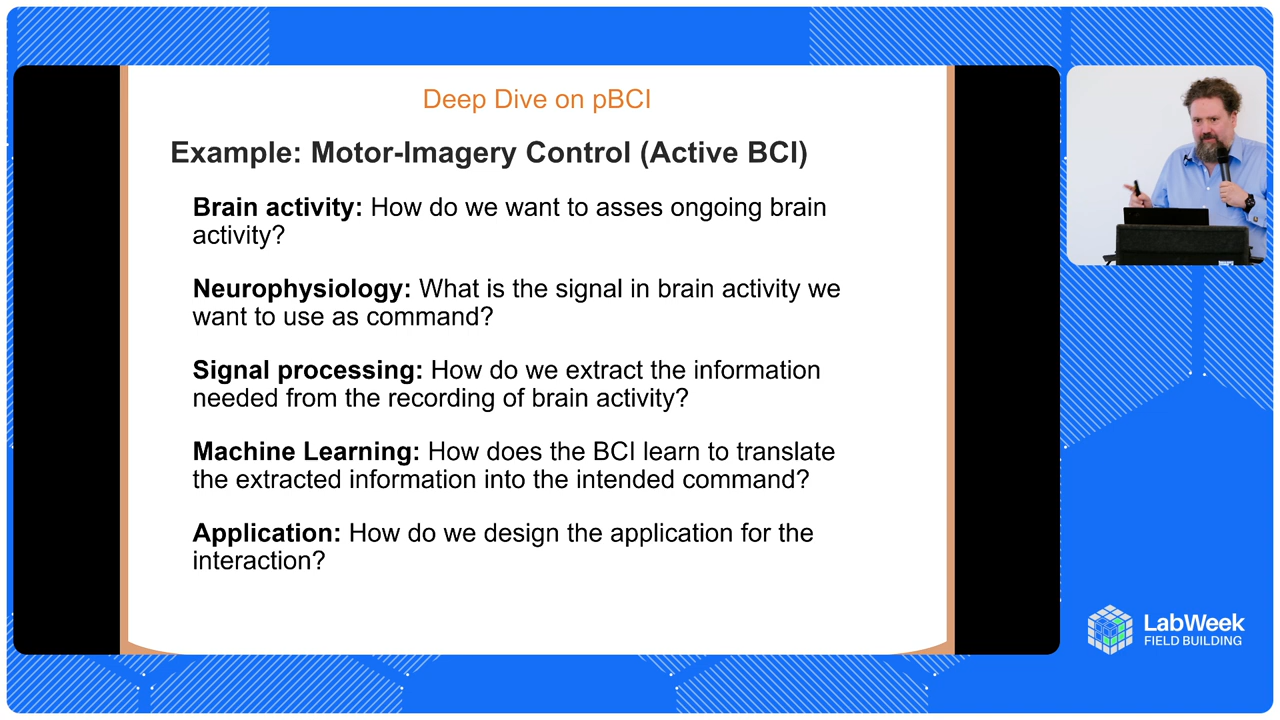 Deep Dive on pBCI
Example: Motor-Imagery Control (Active BCI)
Brain activity: How do we want to asses ongoing brain
activity?
Neurophysiology: What is the signal in brain activity we
want to use as command?
Signal processing: How do we extract the information
needed from the recording of brain activity?
Machine Learning: How does the BCI learn to translate
the extracted information into the intended command?
Application: How do we design the application for the
interaction?
LabWeek
FIELD BUILDING